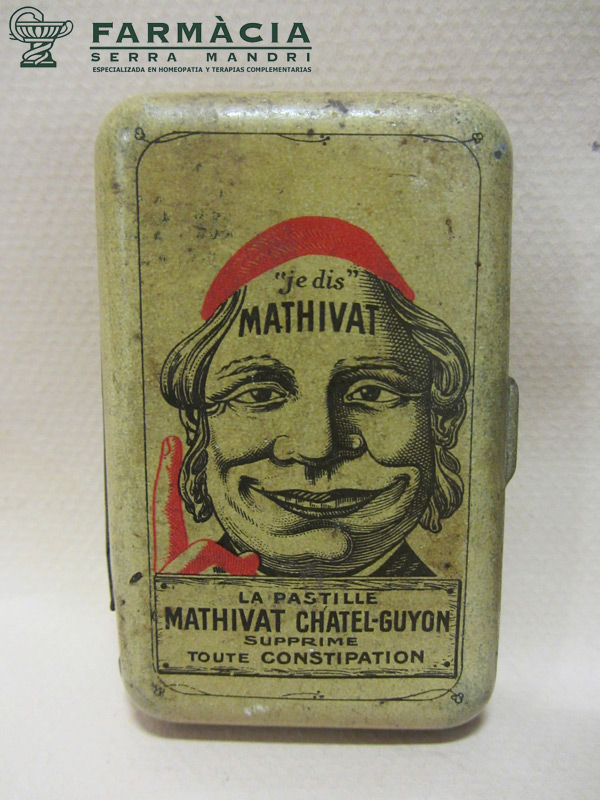 FARMÀCIA
SERRA MANDRI
ESPECIALIZADA EN HOMEOPATIA Y TERAPIAS COMPLEMENTARIAS
"je dis"
MATHIVAT
LA PASTILLE
MATHIVAT CHATEL-GUYON
SUPPRIME
TOUTE CONSTIPATION